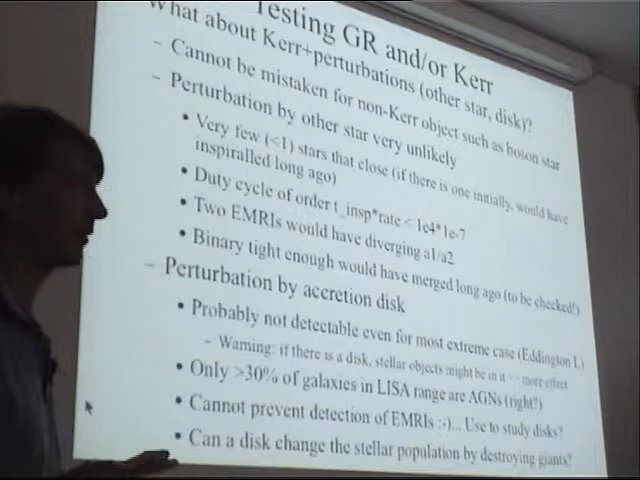 Testing GR and/or Kerr
What about Kerr+perturbations (other star, disk)?
– Cannot be mistaken for non-Kerr object such as boson star
– Perturbation by other star very unlikely
• Very few (<1) stars that close (if there is one initially, would have
inspiralled long ago)
• Duty cycle of order t_insp*rate < 1e4*1e-7
• Two EMRIs would have diverging a1/a2
• Binary tight enough would have merged long ago (to be checked!)
– Perturbation by accretion disk
• Probably not detectable even for most extreme case (Eddington L)
– Warning: if there is a disk, stellar objects might be in it – more effect
• Only >30% of galaxies in LISA range are AGNs (right?)
• Cannot prevent detection of EMRIs :-)... Use to study disks?
• Can a disk change the stellar population by destroying giants?